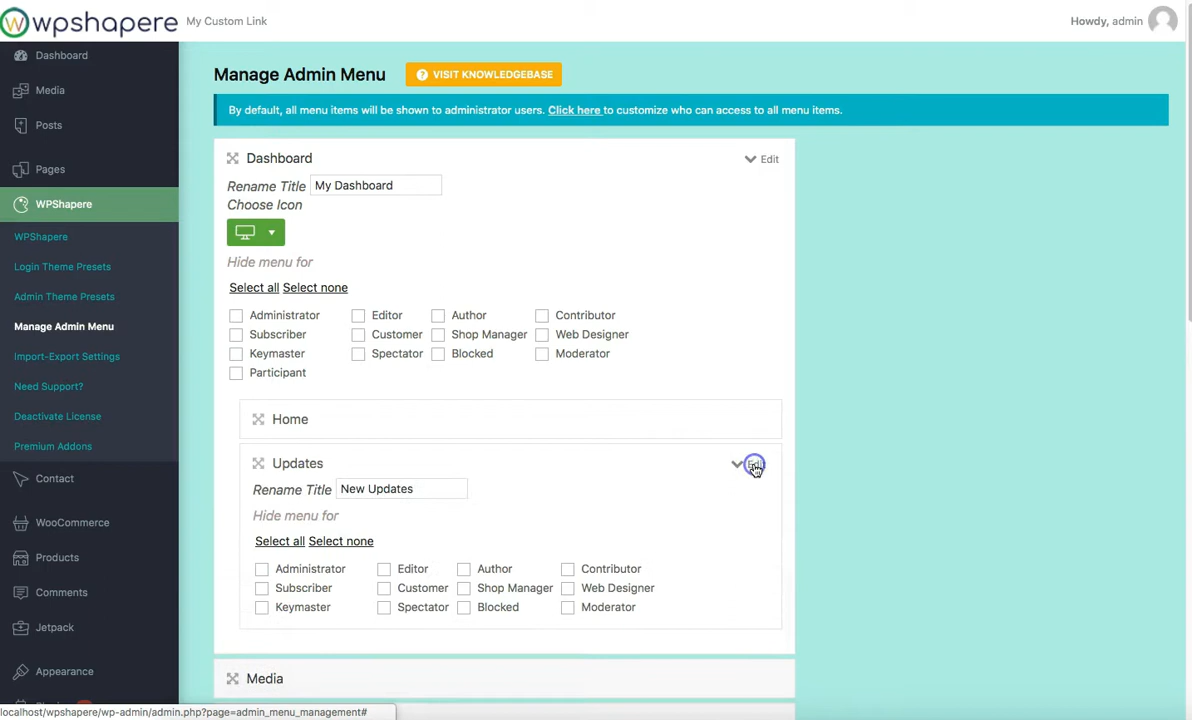 wpshapere My Custom Link Howdy, admin
Dashboard
Media
Posts
Pages
WPShapere
WPShapere
Login Theme Presets
Admin Theme Presets
Manage Admin Menu
Import-Export Settings
Need Support?
Deactivate License
Premium Addons
Contact
WooCommerce
Products
Comments
Jetpack
Appearance
Manage Admin Menu VISIT KNOWLEDGEBASE
By default, all menu items will be shown to administrator users. Click here to customize who can access to all menu items.
Dashboard Edit
Rename Title My Dashboard
Choose Icon
Hide menu for
Select all Select none
Administrator Editor Author Contributor
Subscriber Customer Shop Manager Web Designer
Keymaster Spectator Blocked Moderator
Participant
Home
Updates
Rename Title New Updates
Hide menu for
Select all Select none
Administrator Editor Author Contributor
Subscriber Customer Shop Manager Web Designer
Keymaster Spectator Blocked Moderator
Media
localhost/wpshapere/wp-admin/admin.php?page=admin_menu_management#